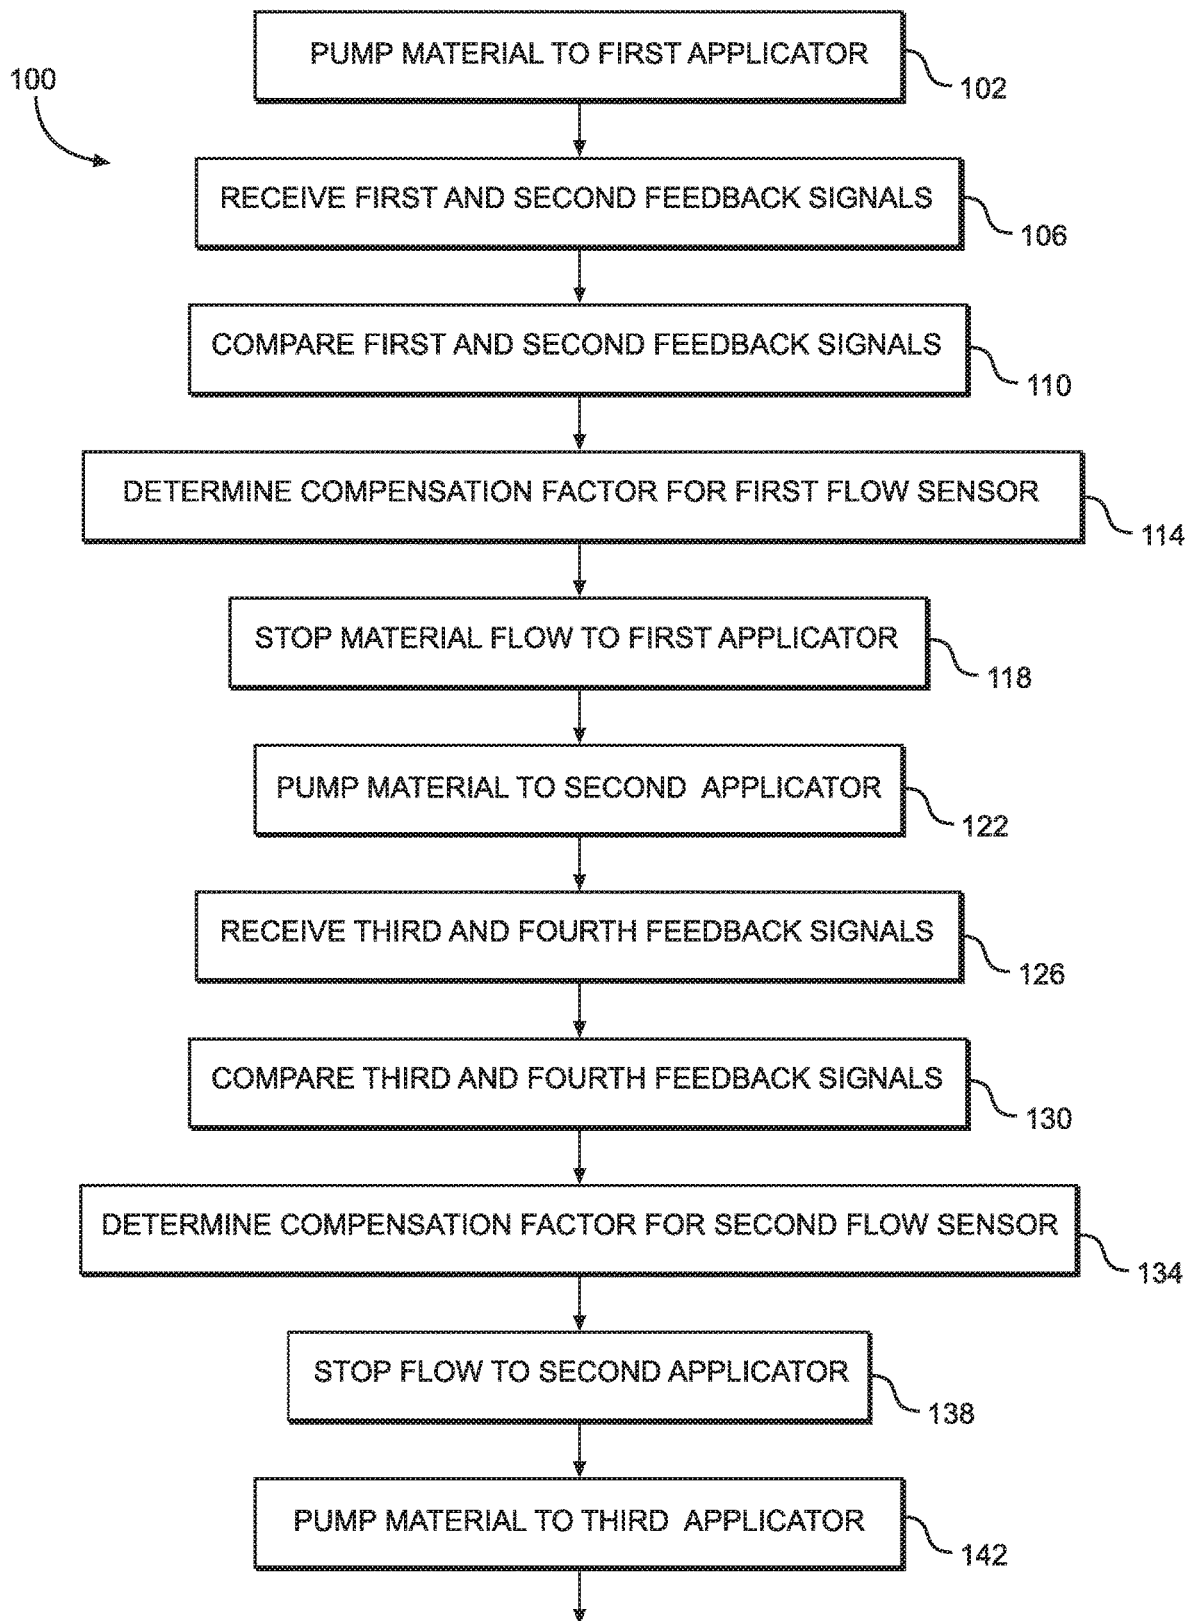 PUMP MATERIAL TO FIRST APPLICATOR
100
102
RECEIVE FIRST AND SECOND FEEDBACK SIGNALS
106
COMPARE FIRST AND SECOND FEEDBACK SIGNALS
110
DETERMINE COMPENSATION FACTOR FOR FIRST FLOW SENSOR
114
STOP MATERIAL FLOW TO FIRST APPLICATOR
118
PUMP MATERIAL TO SECOND APPLICATOR
122
RECEIVE THIRD AND FOURTH FEEDBACK SIGNALS
126
COMPARE THIRD AND FOURTH FEEDBACK SIGNALS
130
DETERMINE COMPENSATION FACTOR FOR SECOND FLOW SENSOR
134
STOP FLOW TO SECOND APPLICATOR
138
PUMP MATERIAL TO THIRD APPLICATOR
142